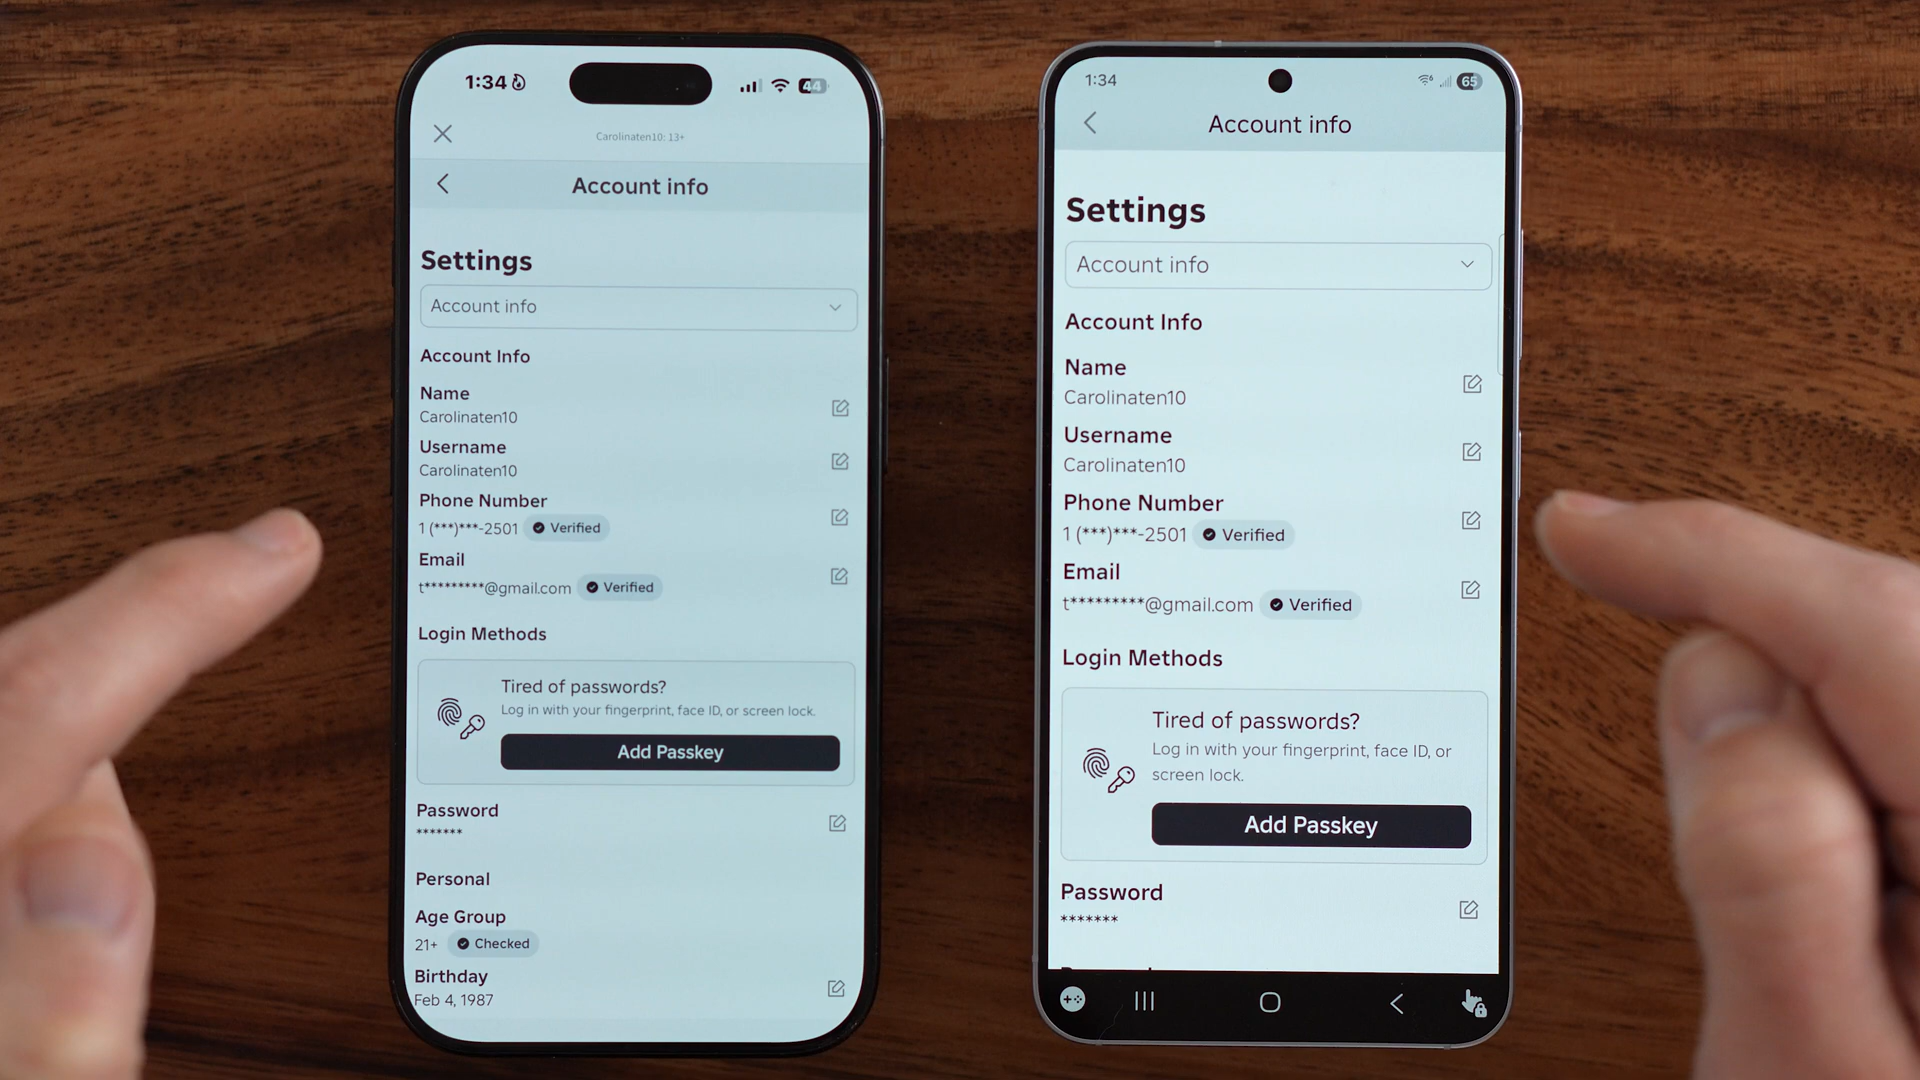 1:34
44
Carolinaten10: 13+
Account info
Settings
Account info
Account Info
Name
Carolinaten10
Username
Carolinaten10
Phone Number
1 (***)***-2501 Verified
Email
t*********@gmail.com Verified
Login Methods
Tired of passwords?
Log in with your fingerprint, face ID, or screen lock.
Add Passkey
Password
*******
Personal
Age Group
21+ Checked
Birthday
Feb 4, 1987
1:34
65
Account info
Settings
Account info
Account Info
Name
Carolinaten10
Username
Carolinaten10
Phone Number
1 (***)***-2501 Verified
Email
t*********@gmail.com Verified
Login Methods
Tired of passwords?
Log in with your fingerprint, face ID, or
screen lock.
Add Passkey
Password
*******